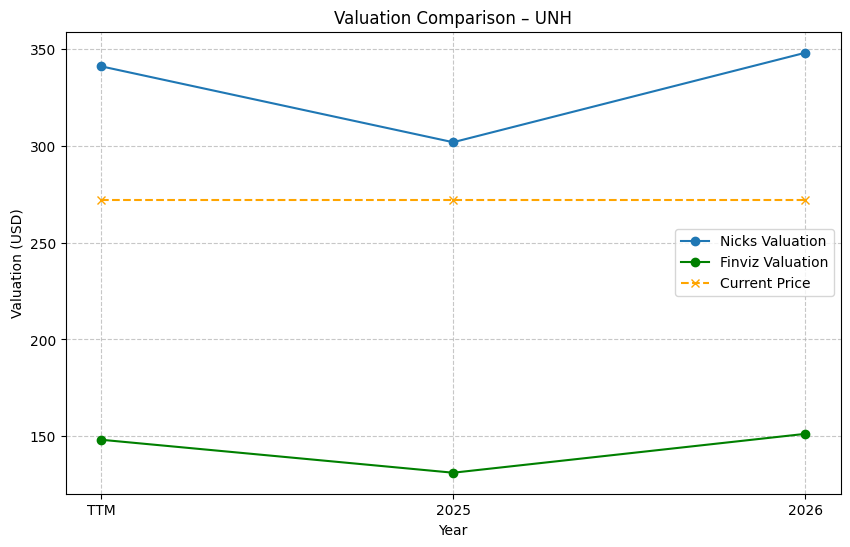 Valuation Comparison – UNH
Valuation (USD)
350
300
250
200
150
Nicks Valuation
Finviz Valuation
Current Price
TTM
2025
2026
Year